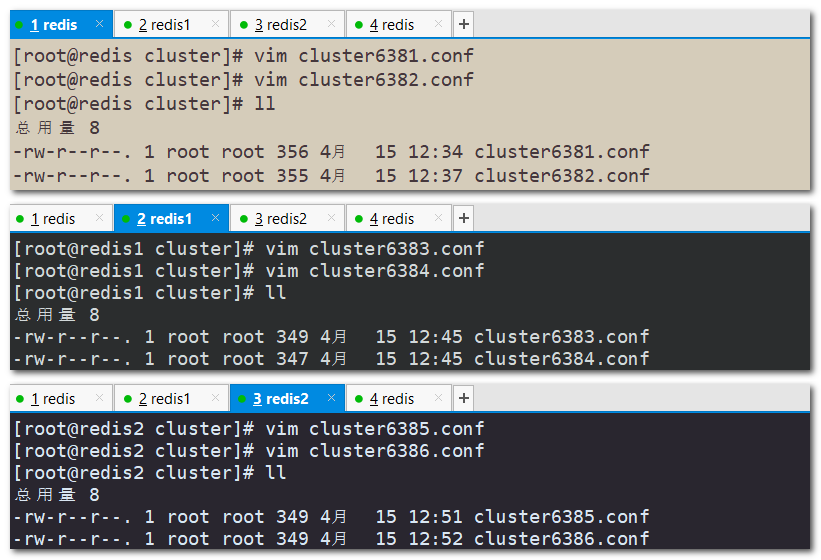 1 redis × 2 redis1 × 3 redis2 × 4 redis × +
[root@redis cluster]# vim cluster6381.conf
[root@redis cluster]# vim cluster6382.conf
[root@redis cluster]# ll
总用量 8
-rw-r--r--. 1 root root 356 4月  15 12:34 cluster6381.conf
-rw-r--r--. 1 root root 355 4月  15 12:37 cluster6382.conf
1 redis × 2 redis1 × 3 redis2 × 4 redis × +
[root@redis1 cluster]# vim cluster6383.conf
[root@redis1 cluster]# vim cluster6384.conf
[root@redis1 cluster]# ll
总用量 8
-rw-r--r--. 1 root root 349 4月  15 12:45 cluster6383.conf
-rw-r--r--. 1 root root 347 4月  15 12:45 cluster6384.conf
1 redis × 2 redis1 × 3 redis2 × 4 redis × +
[root@redis2 cluster]# vim cluster6385.conf
[root@redis2 cluster]# vim cluster6386.conf
[root@redis2 cluster]# ll
总用量 8
-rw-r--r--. 1 root root 349 4月  15 12:51 cluster6385.conf
-rw-r--r--. 1 root root 349 4月  15 12:52 cluster6386.conf